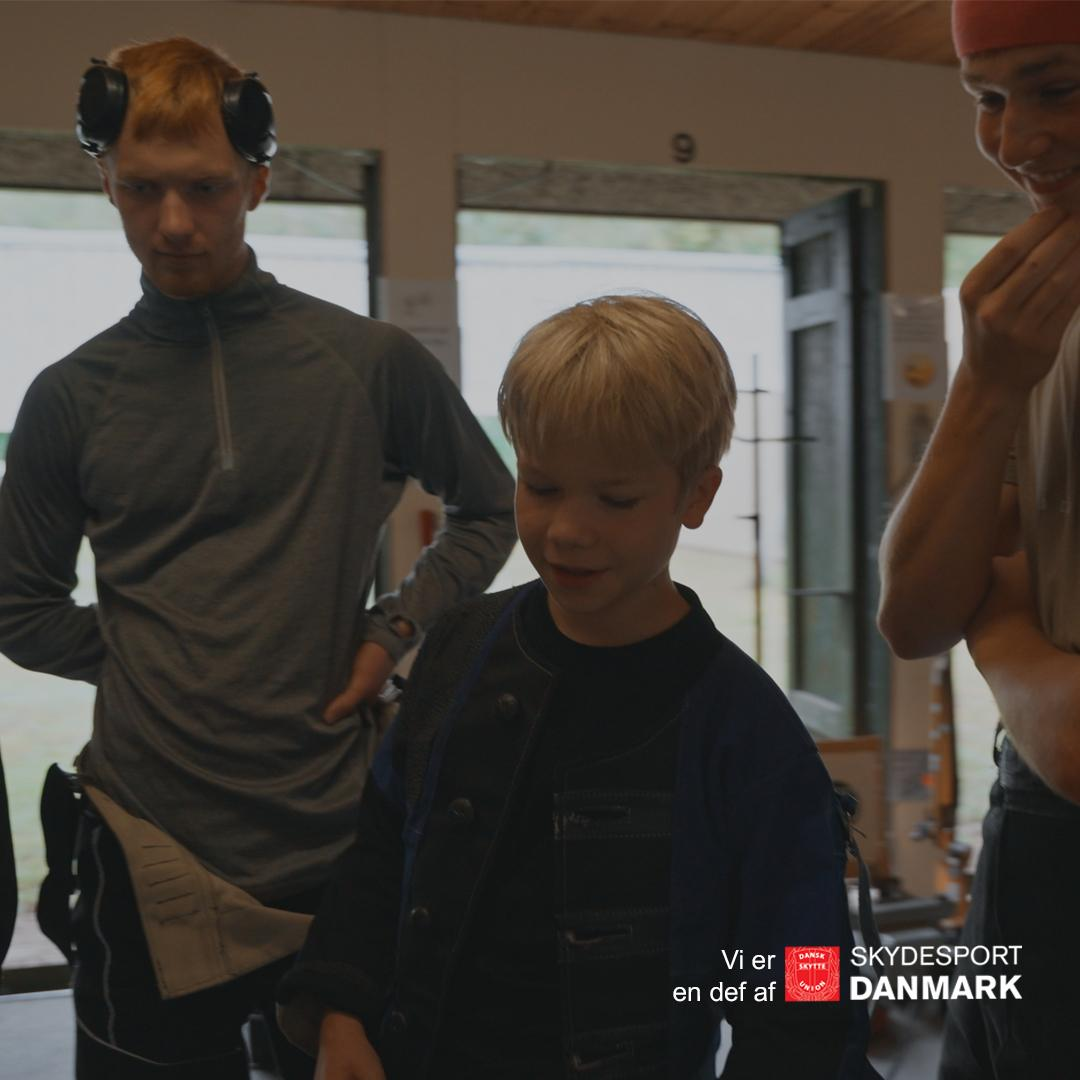 9
Vi er
en def af
DANSK
SKYTTE
UNION
SKYDESPORT
DANMARK